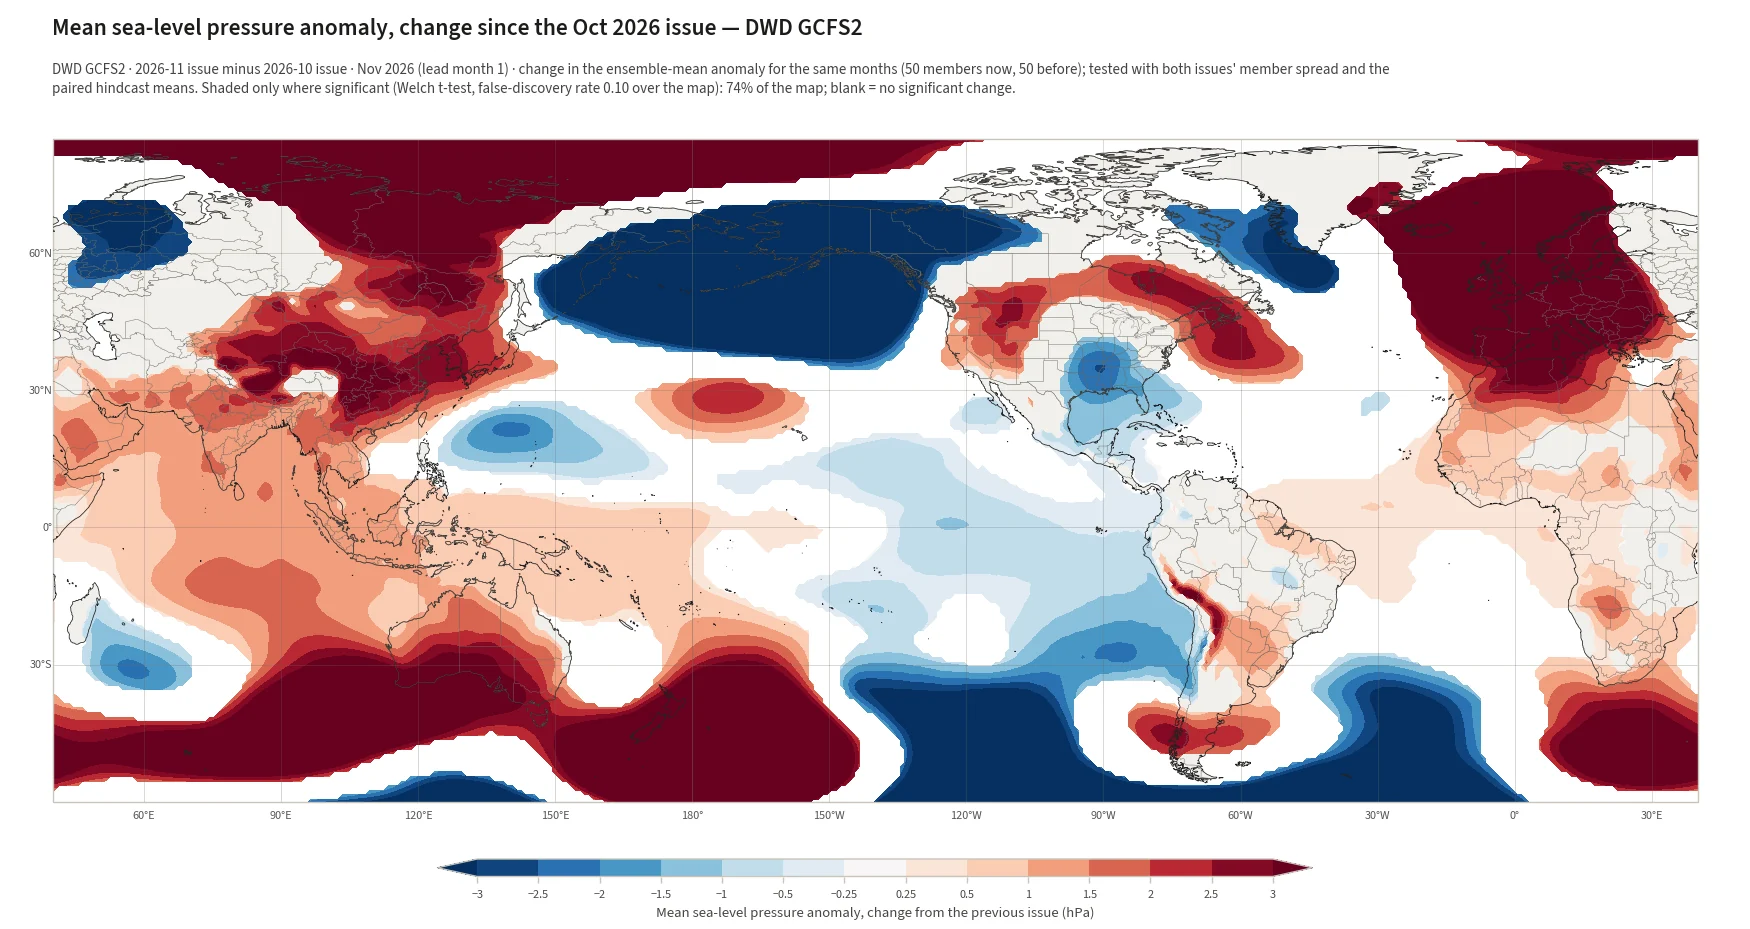 Mean sea-level pressure anomaly, change since the Oct 2026 issue — DWD GCFS2
DWD GCFS2 · 2026-11 issue minus 2026-10 issue · Nov 2026 (lead month 1) · change in the ensemble-mean anomaly for the same months (50 members now, 50 before); tested with both issues' member spread and the
paired hindcast means. Shaded only where significant (Welch t-test, false-discovery rate 0.10 over the map): 74% of the map; blank = no significant change.
60°N
30°N
0°
30°S
60°E 90°E 120°E 150°E 180° 150°W 120°W 90°W 60°W 30°W 0° 30°E
−3 −2.5 −2 −1.5 −1 −0.5 −0.25 0.25 0.5 1 1.5 2 2.5 3
Mean sea-level pressure anomaly, change from the previous issue (hPa)